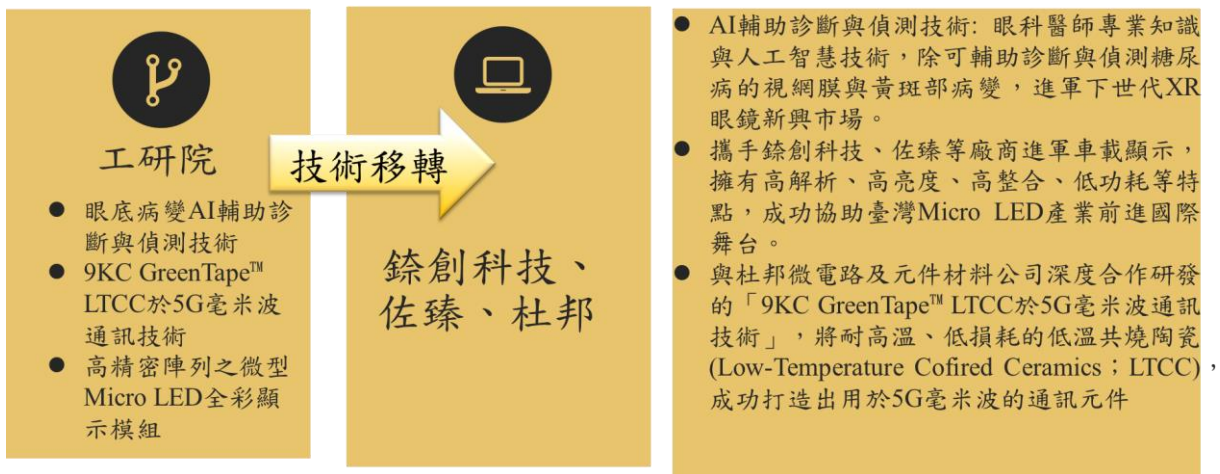 工研院
● 眼底病變AI輔助診
斷與偵測技術
● 9KC GreenTape™
LTCC於5G毫米波
通訊技術
● 高精密陣列之微型
Micro LED全彩顯
示模組
技術移轉
錼創科技、
佐臻、杜邦
● AI輔助診斷與偵測技術: 眼科醫師專業知識
與人工智慧技術，除可輔助診斷與偵測糖尿
病的視網膜與黃斑部病變，進軍下世代XR
眼鏡新興市場。
● 攜手錼創科技、佐臻等廠商進軍車載顯示，
擁有高解析、高亮度、高整合、低功耗等特
點，成功協助臺灣Micro LED產業前進國際
舞台。
● 與杜邦微電路及元件材料公司深度合作研發
的「9KC GreenTape™ LTCC於5G毫米波通訊
技術」，將耐高溫、低損耗的低溫共燒陶瓷
(Low-Temperature Cofired Ceramics；LTCC)，
成功打造出用於5G毫米波的通訊元件